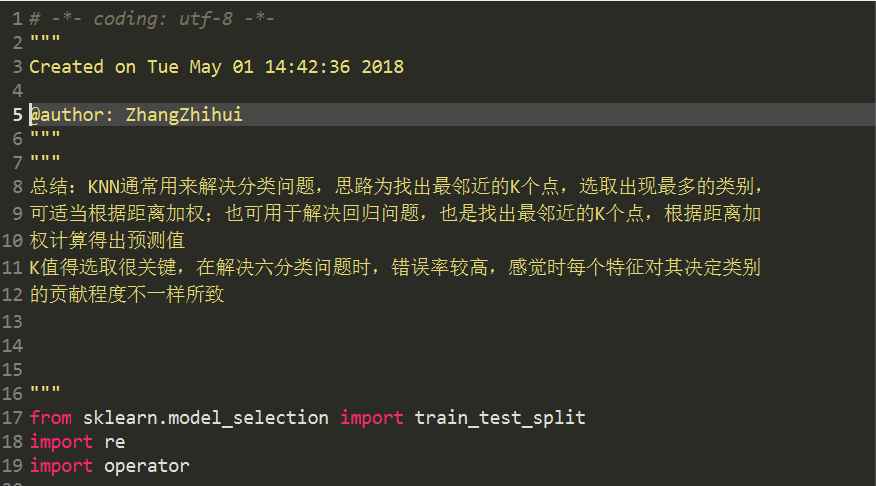 1 # -*- coding: utf-8 -*-
2 """
3 Created on Tue May 01 14:42:36 2018
4
5 @author: ZhangZhihui
6 """
7 """
8 总结：KNN通常用来解决分类问题，思路为找出最邻近的K个点，选取出现最多的类别，
9 可适当根据距离加权；也可用于解决回归问题，也是找出最邻近的K个点，根据距离加
10 权计算得出预测值
11 K值得选取很关键，在解决六分类问题时，错误率较高，感觉时每个特征对其决定类别
12 的贡献程度不一样所致
13
14
15
16 """
17 from sklearn.model_selection import train_test_split
18 import re
19 import operator